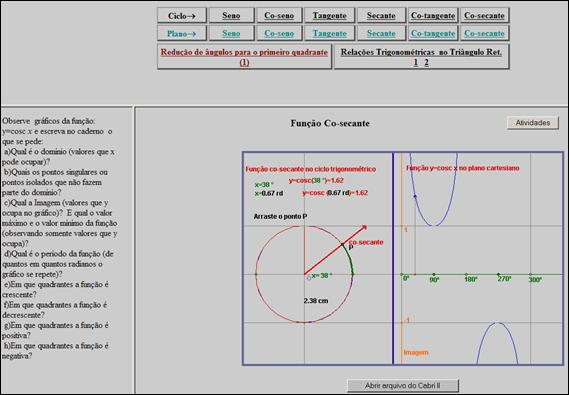 Ciclo→ Seno Co-seno Tangente Secante Co-tangente Co-secante
Plano→ Seno Co-seno Tangente Secante Co-tangente Co-secante
Redução de ângulos para o primeiro quadrante
(1)
Relações Trigonométricas no Triângulo Ret.
1 2
Observe gráficos da função:
y=cosc x e escreva no caderno o
que se pede:
a)Qual é o domínio (valores que x
pode ocupar)?
b)Quais os pontos singulares ou
pontos isolados que não fazem
parte do domínio?
c)Qual a Imagem (valores que y
ocupa no gráfico)? E qual o valor
máximo e o valor mínimo da função
(observando somente valores que y
ocupa)?
d)Qual é o período da função (de
quantos em quantos radianos o
gráfico se repete)?
e)Em que quadrantes a função é
crescente?
f)Em que quadrantes a função é
decrescente?
g)Em que quadrantes a função é
positiva?
h)Em que quadrantes a função é
negativa?
Função Co-secante
Atividades
Função co-secante no ciclo trigonométrico
x=38 ° y=cosc(38 °)=1.62
x=0.67 rd y=cosc (0.67 rd)=1.62
Arraste o ponto P
co-secante
P
O x= 38 °
2.38 cm
Função y=cosc x no plano cartesiano
1
0° 90° 180° 270° 300°
-1
Imagem
Abrir arquivo do Cabri II